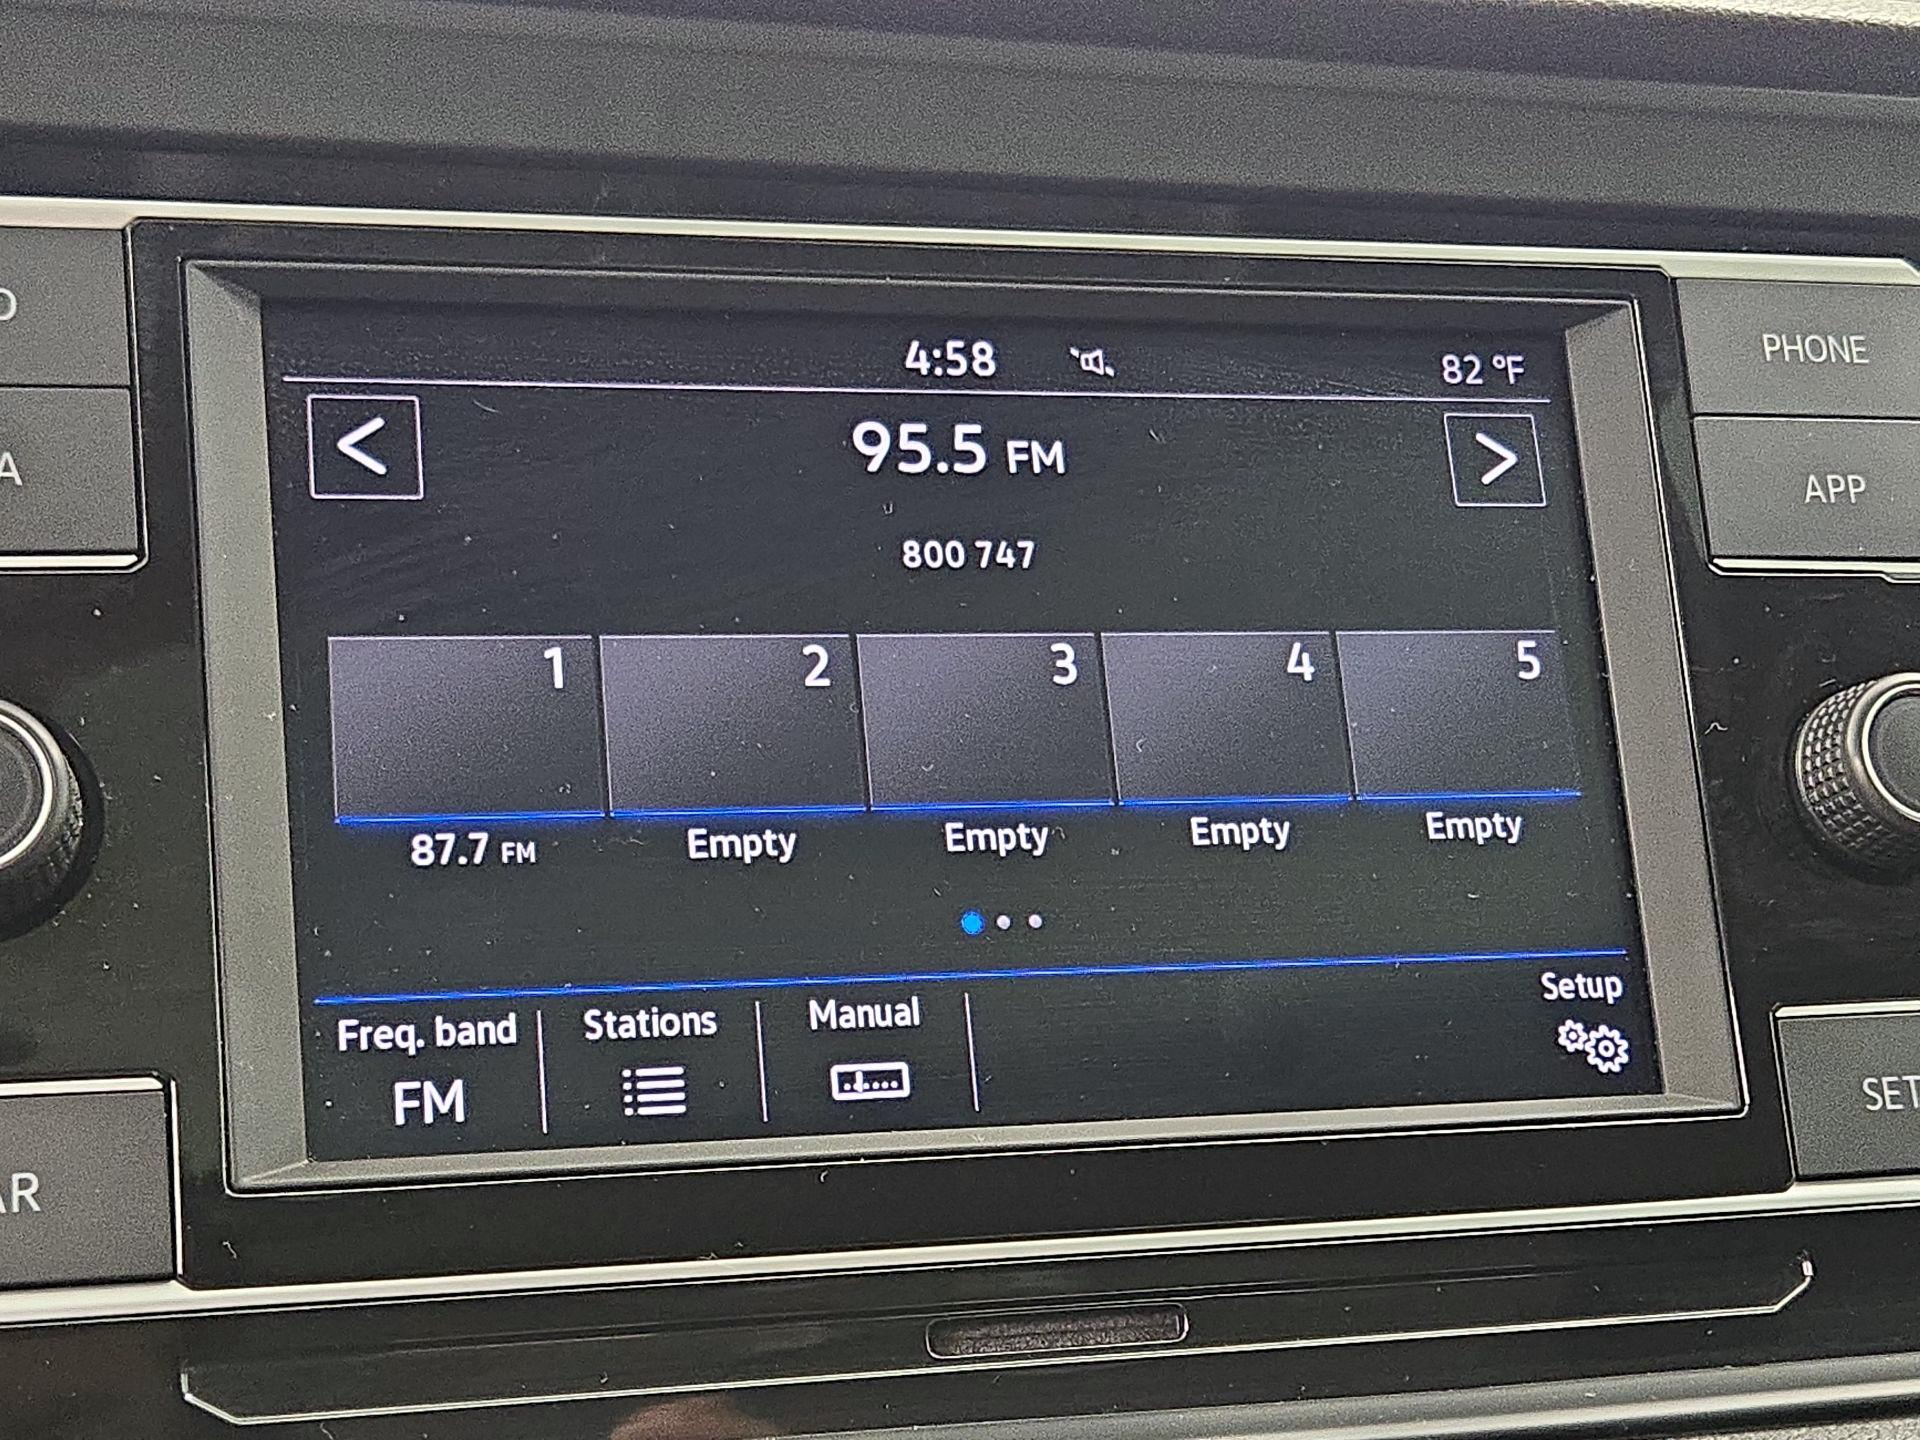 4:58 82 °F
< 95.5 FM >
800 747
1 2 3 4 5
87.7 FM Empty Empty Empty Empty
Freq. band Stations Manual Setup
FM
PHONE
APP